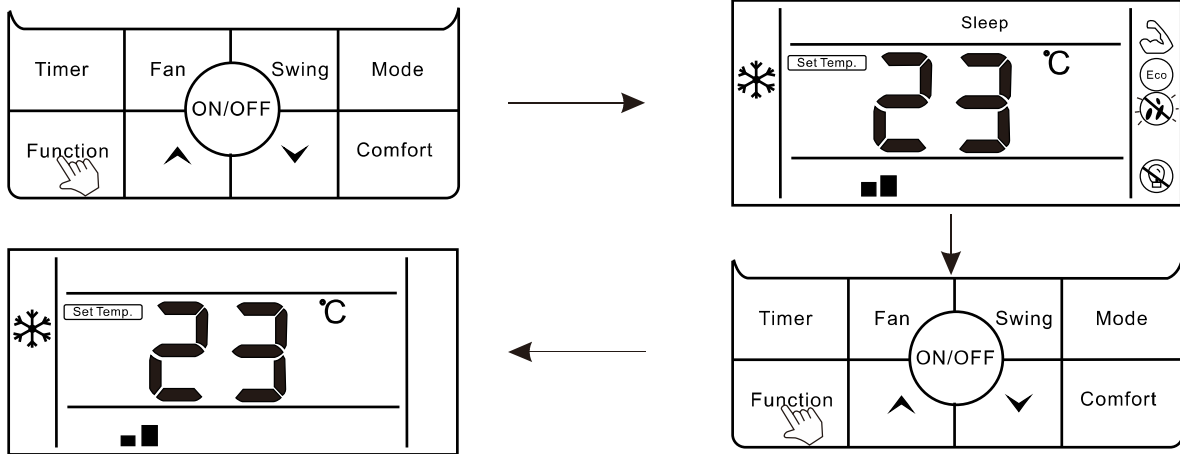 Timer Fan Swing Mode
ON/OFF
Function Comfort
Sleep
Set Temp. 23 °C
Eco
Set Temp. 23 °C
Timer Fan Swing Mode
ON/OFF
Function Comfort